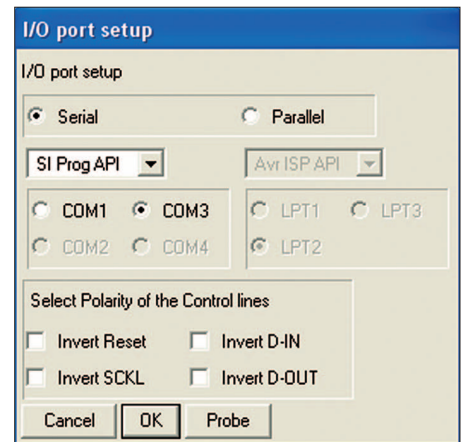 I/O port setup
I/O port setup
Serial Parallel
SI Prog API Avr ISP API
COM1 COM3 LPT1 LPT3
COM2 COM4 LPT2
Select Polarity of the Control lines
Invert Reset Invert D-IN
Invert SCKL Invert D-OUT
Cancel OK Probe